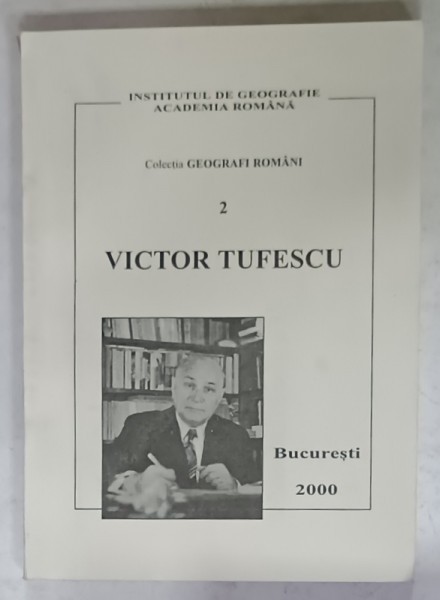 INSTITUTUL DE GEOGRAFIE
ACADEMIA ROMÂNĂ
Colecția GEOGRAFI ROMÂNI
2
VICTOR TUFESCU
București
2000